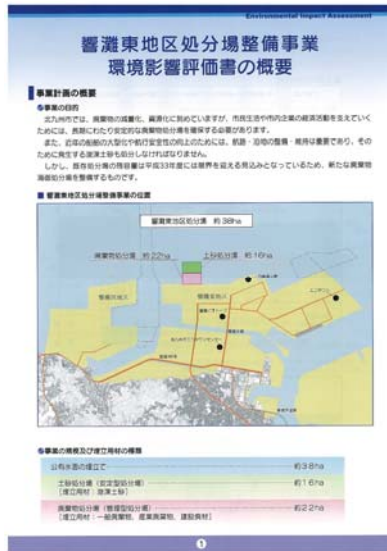 Environmental Impact Assessment
響灘東地区処分場整備事業
環境影響評価書の概要
事業計画の概要
事業の目的
北九州市では、廃棄物の減量化、資源化に努めていますが、市民生活や市内企業の経済活動を支えていく
ためには、長期にわたり安定的な廃棄物処分場を確保する必要があります。
また、近年の船舶の大型化や航行安全性の向上のためには、航路・泊地の整備・維持は重要であり、その
ために発生する浚渫土砂も処分しなければなりません。
しかし、既存処分場の残容量は平成33年度には限界を迎える見込みとなっているため、新たな廃棄物
海面処分場を整備するものです。
■ 響灘東地区処分場整備事業の位置
響灘東地区処分場 約38ha
廃棄物処分場 約22ha
土砂処分場 約16ha
響灘西地区
響灘東地区
事業の規模及び埋立用材の種類
公有水面の埋立て 約38ha
土砂処分場（安定型処分場） 約16ha
［埋立用材：浚渫土砂］
廃棄物処分場（管理型処分場） 約22ha
［埋立用材：一般廃棄物、産業廃棄物、建設残材］
1